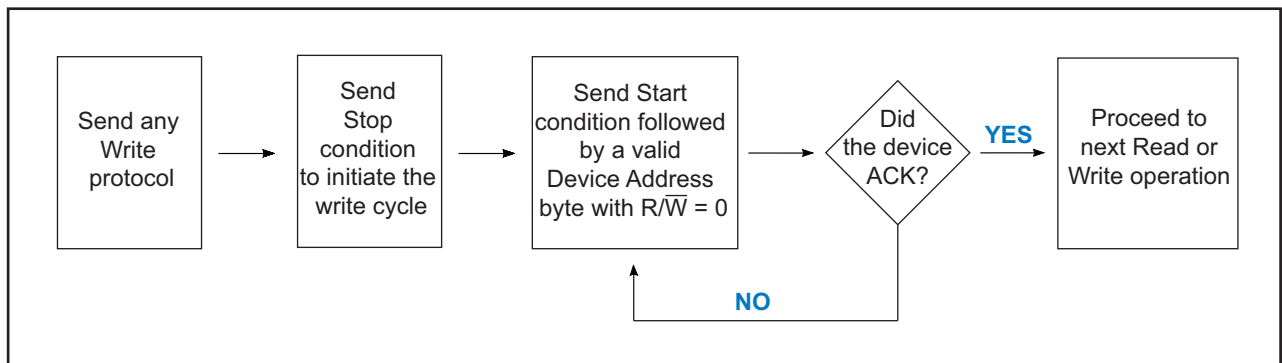 Send any
Write
protocol
Send
Stop
condition
to initiate the
write cycle
Send Start
condition followed
by a valid
Device Address
byte with R/W̅ = 0
Did
the device
ACK?
YES
NO
Proceed to
next Read or
Write operation